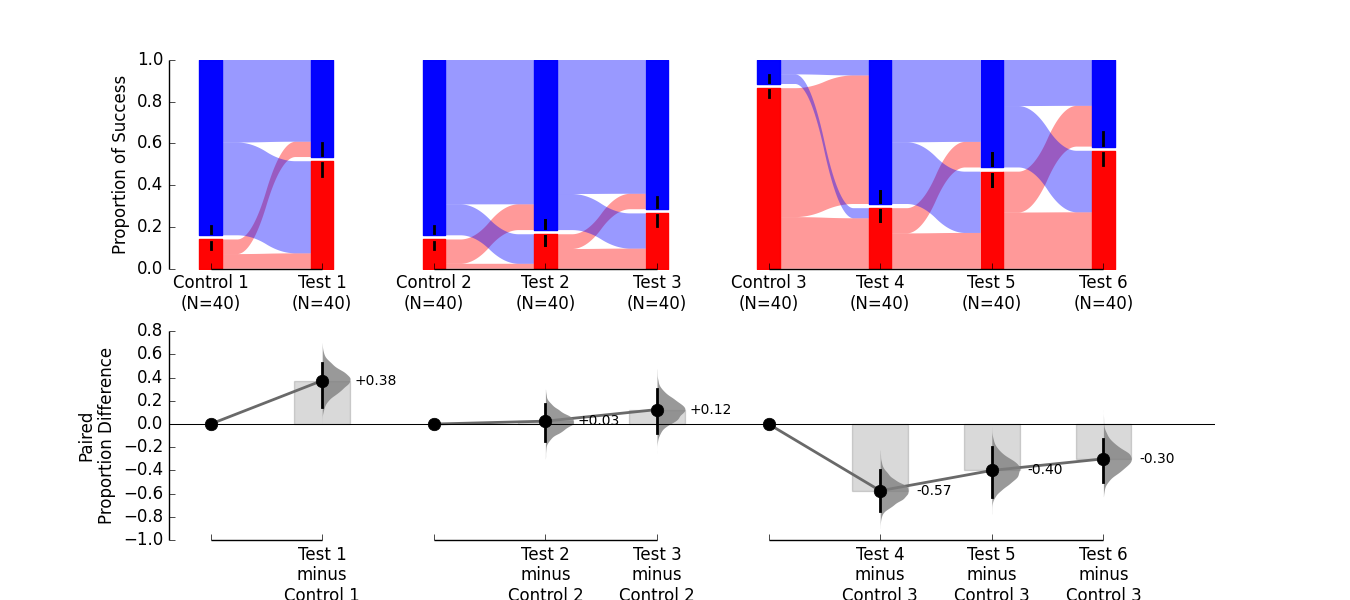 Proportion of Success
1.0
0.8
0.6
0.4
0.2
0.0
Control 1
(N=40)
Test 1
(N=40)
Control 2
(N=40)
Test 2
(N=40)
Test 3
(N=40)
Control 3
(N=40)
Test 4
(N=40)
Test 5
(N=40)
Test 6
(N=40)
Paired
Proportion Difference
0.8
0.6
0.4
0.2
0.0
−0.2
−0.4
−0.6
−0.8
−1.0
+0.38
+0.03
+0.12
-0.57
-0.40
-0.30
Test 1
minus
Control 1
Test 2
minus
Control 2
Test 3
minus
Control 2
Test 4
minus
Control 3
Test 5
minus
Control 3
Test 6
minus
Control 3